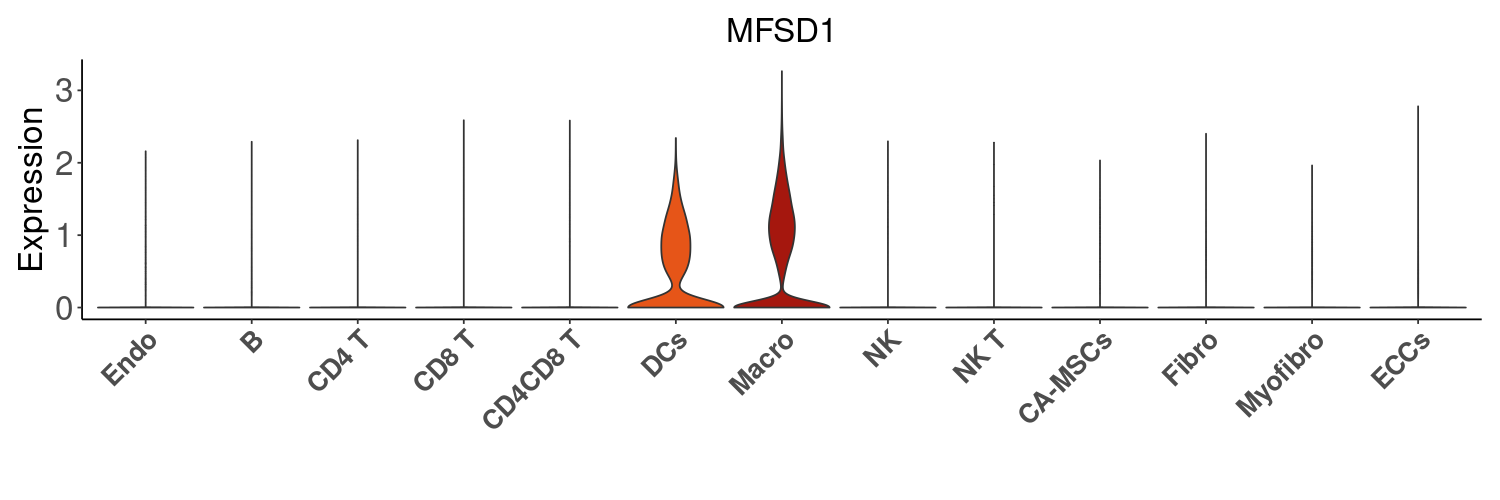 MFSD1
Expression
3
2
1
0
Endo
B
CD4 T
CD8 T
CD4CD8 T
DCs
Macro
NK
NK T
CA-MSCs
Fibro
Myofibro
ECCs